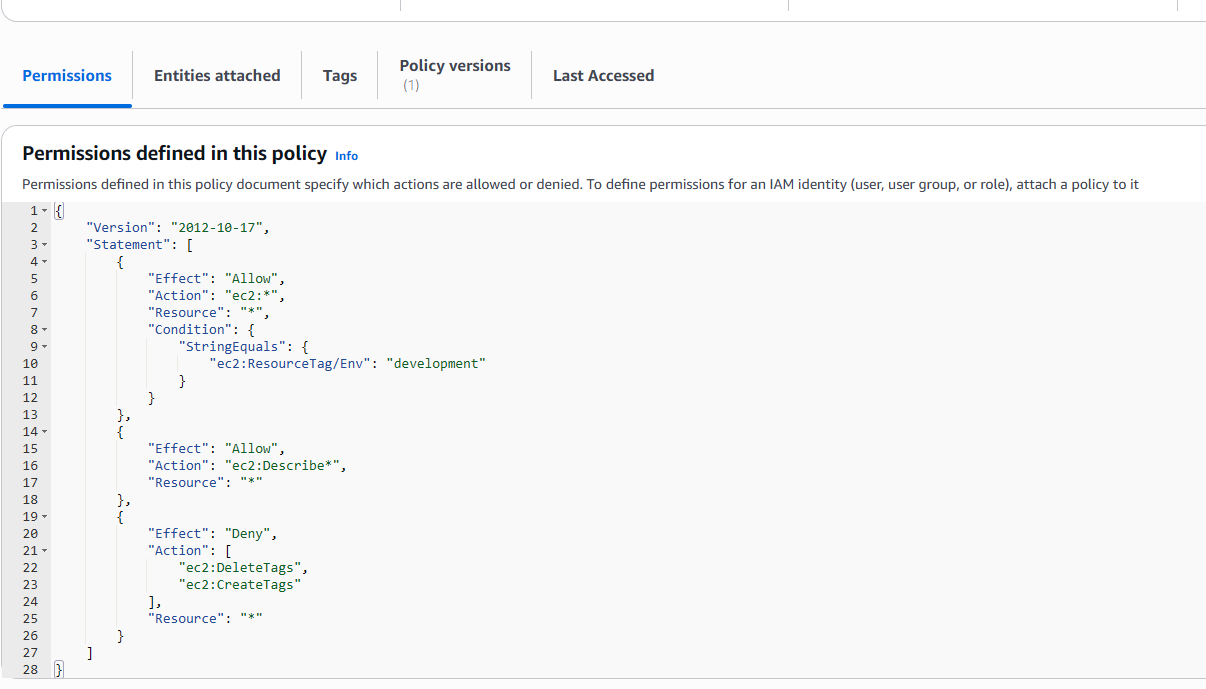 Permissions
Entities attached
Tags
Policy versions
(1)
Last Accessed
Permissions defined in this policy Info
Permissions defined in this policy document specify which actions are allowed or denied. To define permissions for an IAM identity (user, user group, or role), attach a policy to it
1 {
2     "Version": "2012-10-17",
3     "Statement": [
4         {
5             "Effect": "Allow",
6             "Action": "ec2:*",
7             "Resource": "*",
8             "Condition": {
9                 "StringEquals": {
10                     "ec2:ResourceTag/Env": "development"
11                 }
12             }
13         },
14         {
15             "Effect": "Allow",
16             "Action": "ec2:Describe*",
17             "Resource": "*"
18         },
19         {
20             "Effect": "Deny",
21             "Action": [
22                 "ec2:DeleteTags",
23                 "ec2:CreateTags"
24             ],
25             "Resource": "*"
26         }
27     ]
28 }